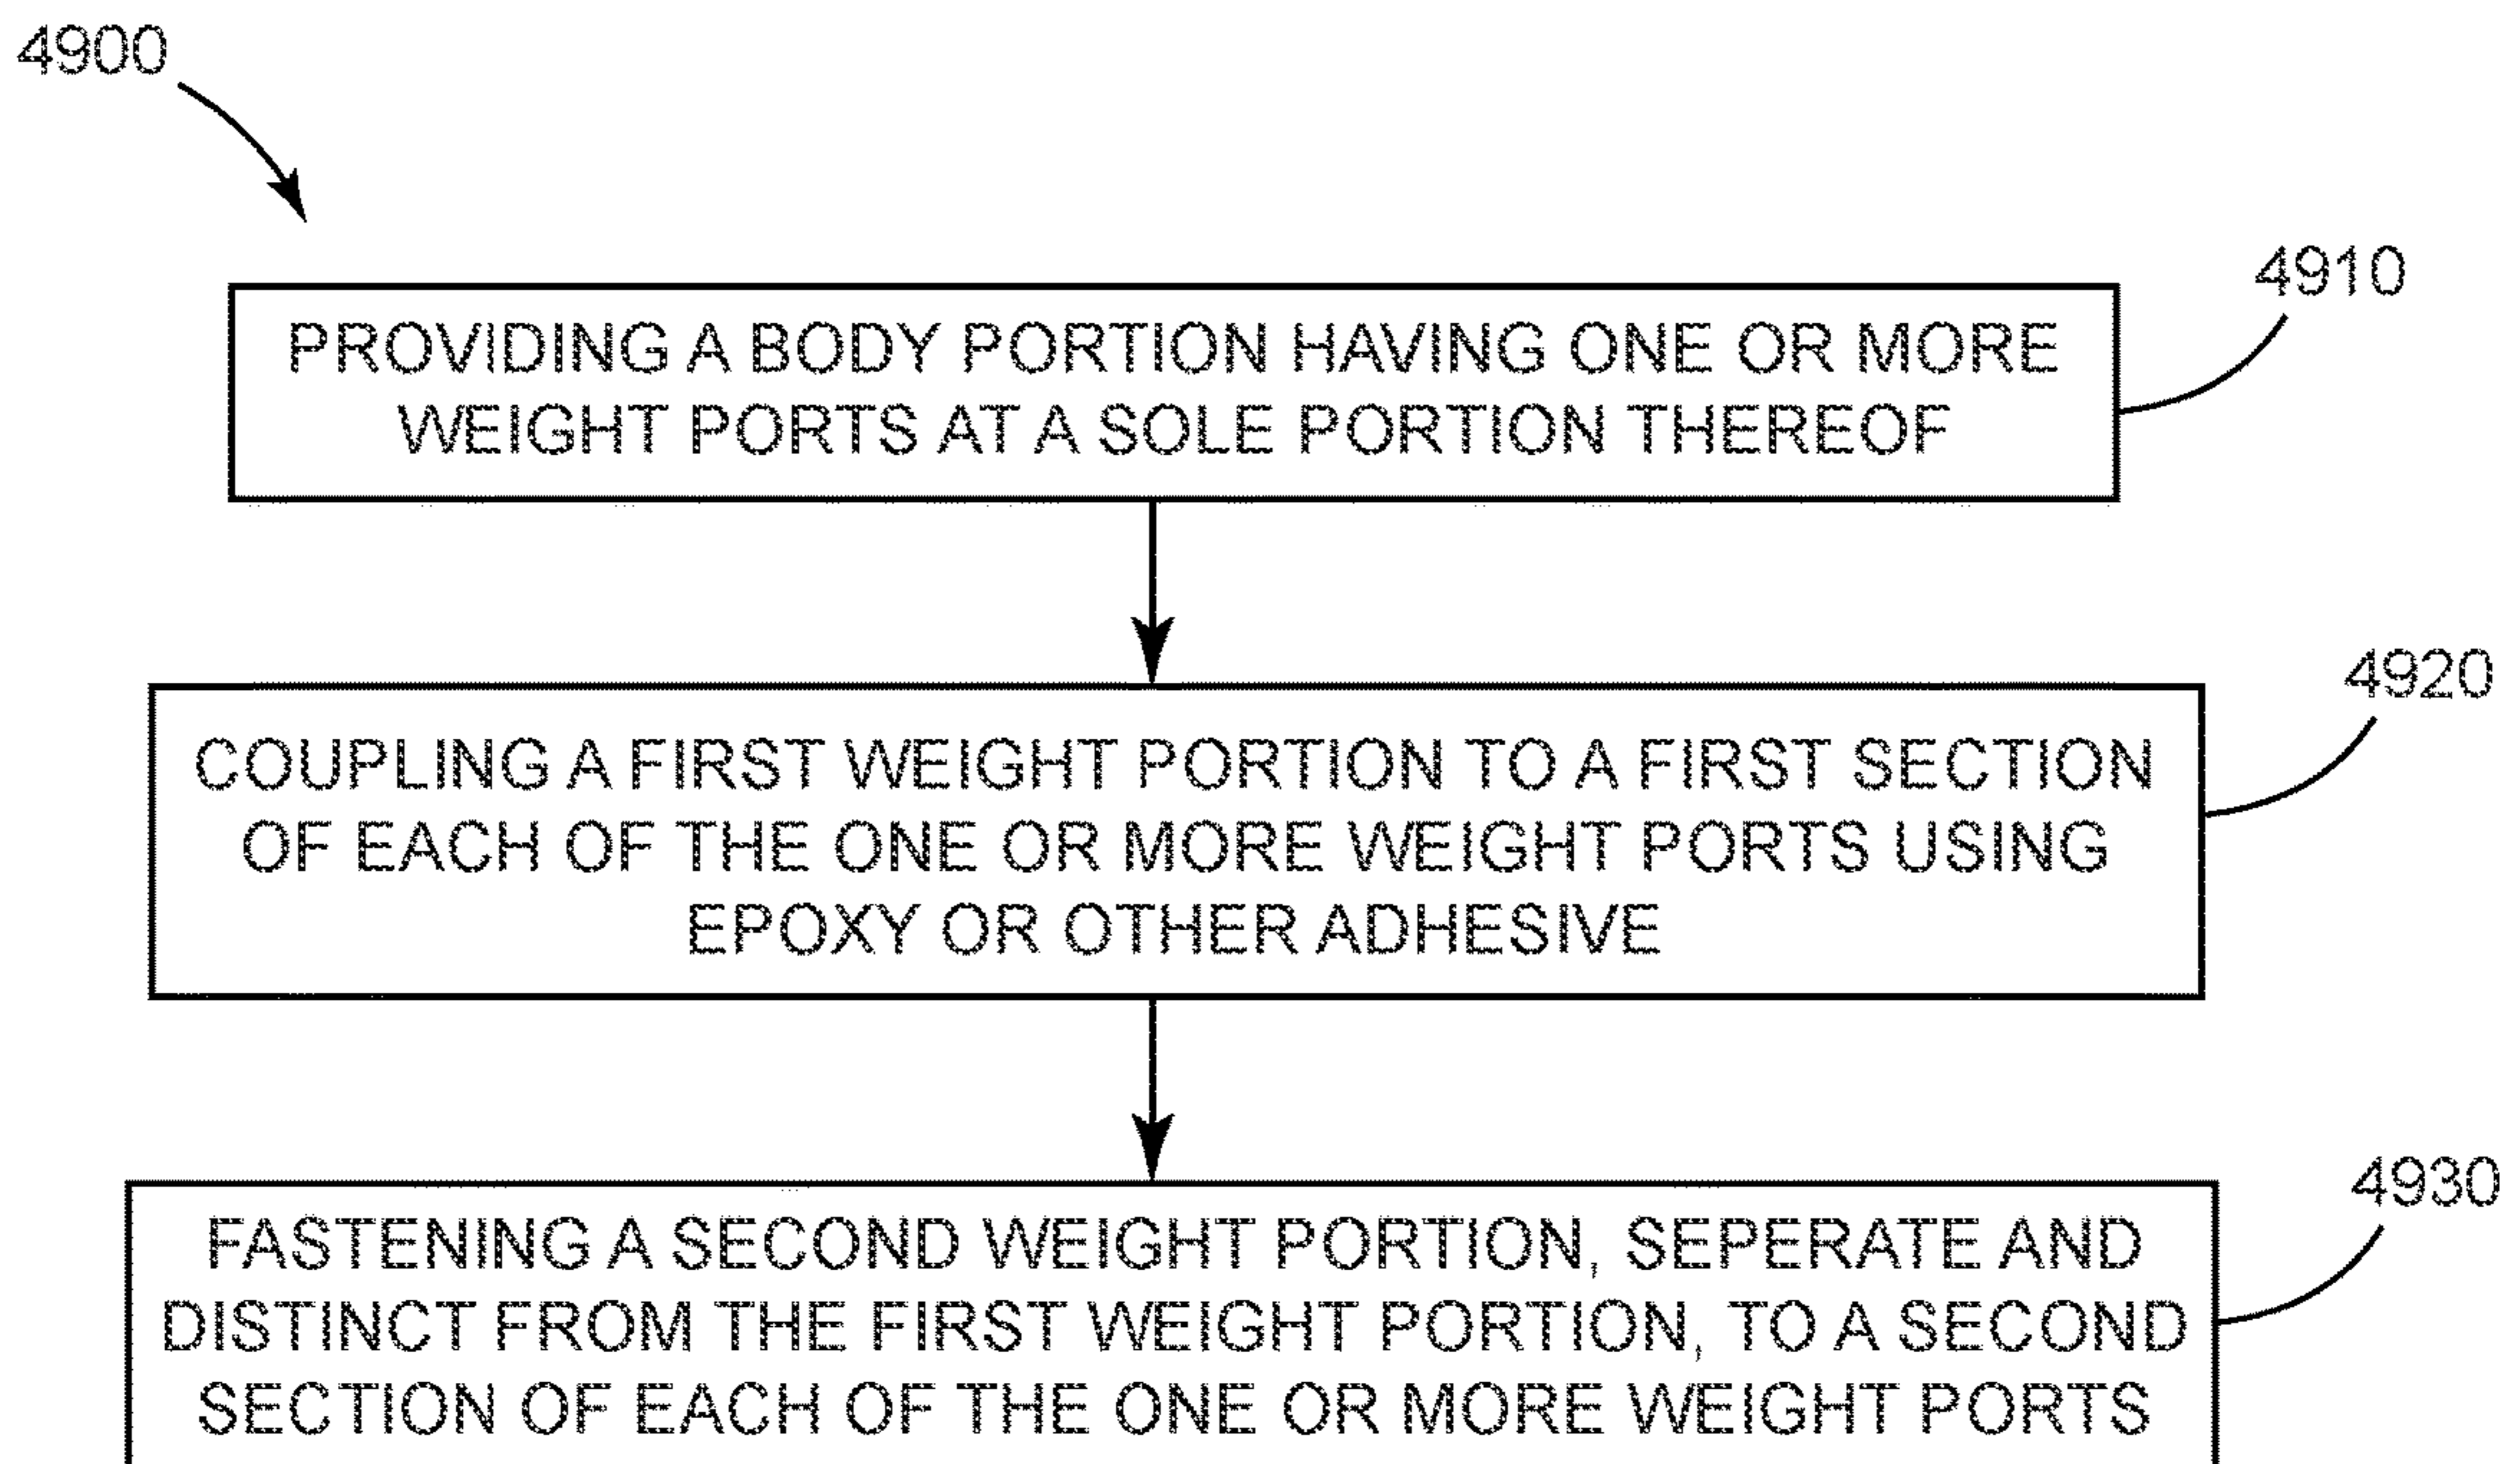 4900
4910
PROVIDING A BODY PORTION HAVING ONE OR MORE
WEIGHT PORTS AT A SOLE PORTION THEREOF
4920
COUPLING A FIRST WEIGHT PORTION TO A FIRST SECTION
OF EACH OF THE ONE OR MORE WEIGHT PORTS USING
EPOXY OR OTHER ADHESIVE
4930
FASTENING A SECOND WEIGHT PORTION, SEPERATE AND
DISTINCT FROM THE FIRST WEIGHT PORTION, TO A SECOND
SECTION OF EACH OF THE ONE OR MORE WEIGHT PORTS